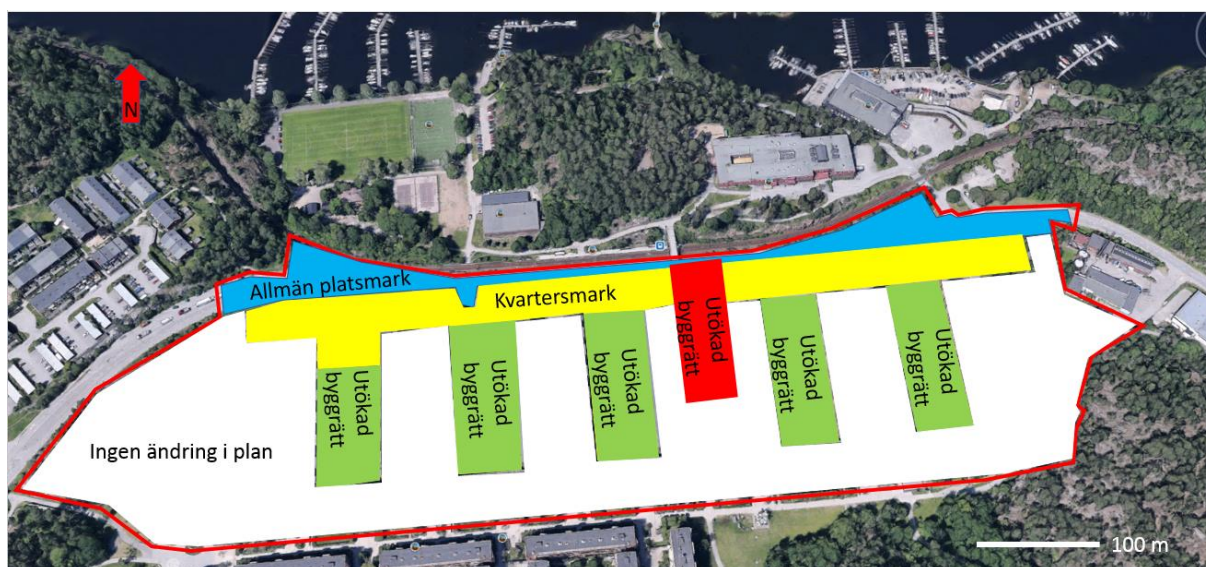 N
Allmän platsmark
Kvartersmark
Utökad
byggrätt
Utökad
byggrätt
Utökad
byggrätt
Utökad
byggrätt
Utökad
byggrätt
Utökad
byggrätt
Ingen ändring i plan
100 m